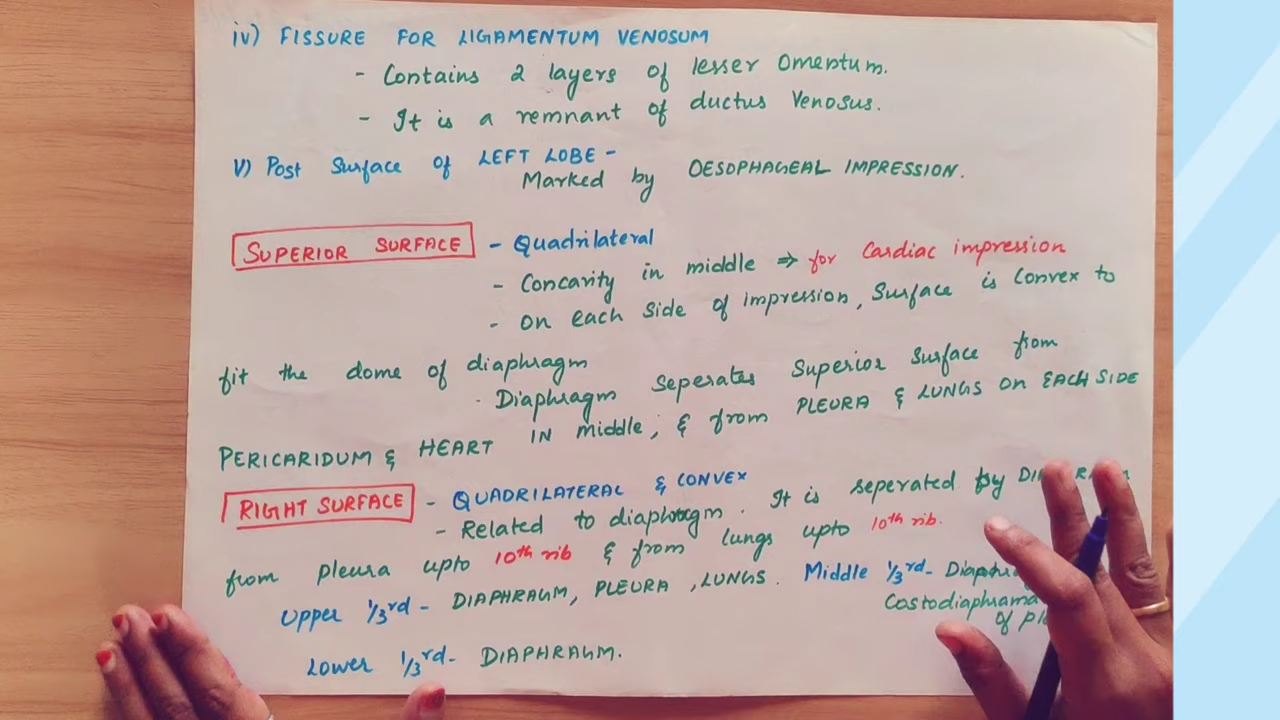 iv) FISSURE FOR LIGAMENTUM VENOSUM
- Contains 2 layers of lesser Omentum.
- It is a remnant of ductus Venosus.
V) Post Surface of LEFT LOBE -
Marked by OESOPHAGEAL IMPRESSION.
SUPERIOR SURFACE - Quadrilateral
- Concavity in middle ⇒ for Cardiac impression
- On each side of impression, Surface is Convex to
fit the dome of diaphragm
- Diaphragm seperates Superior Surface from
PERICARIDUM & HEART IN middle, & from PLEURA & LUNGS ON EACH SIDE
RIGHT SURFACE - QUADRILATERAL & CONVEX
- Related to diaphragm. It is seperated by
from pleura upto 10th rib & from lungs upto 10th rib.
Upper 1/3rd - DIAPHRAGM, PLEURA, LUNGS. Middle 1/3rd -
of
Lower 1/3rd - DIAPHRAGM.